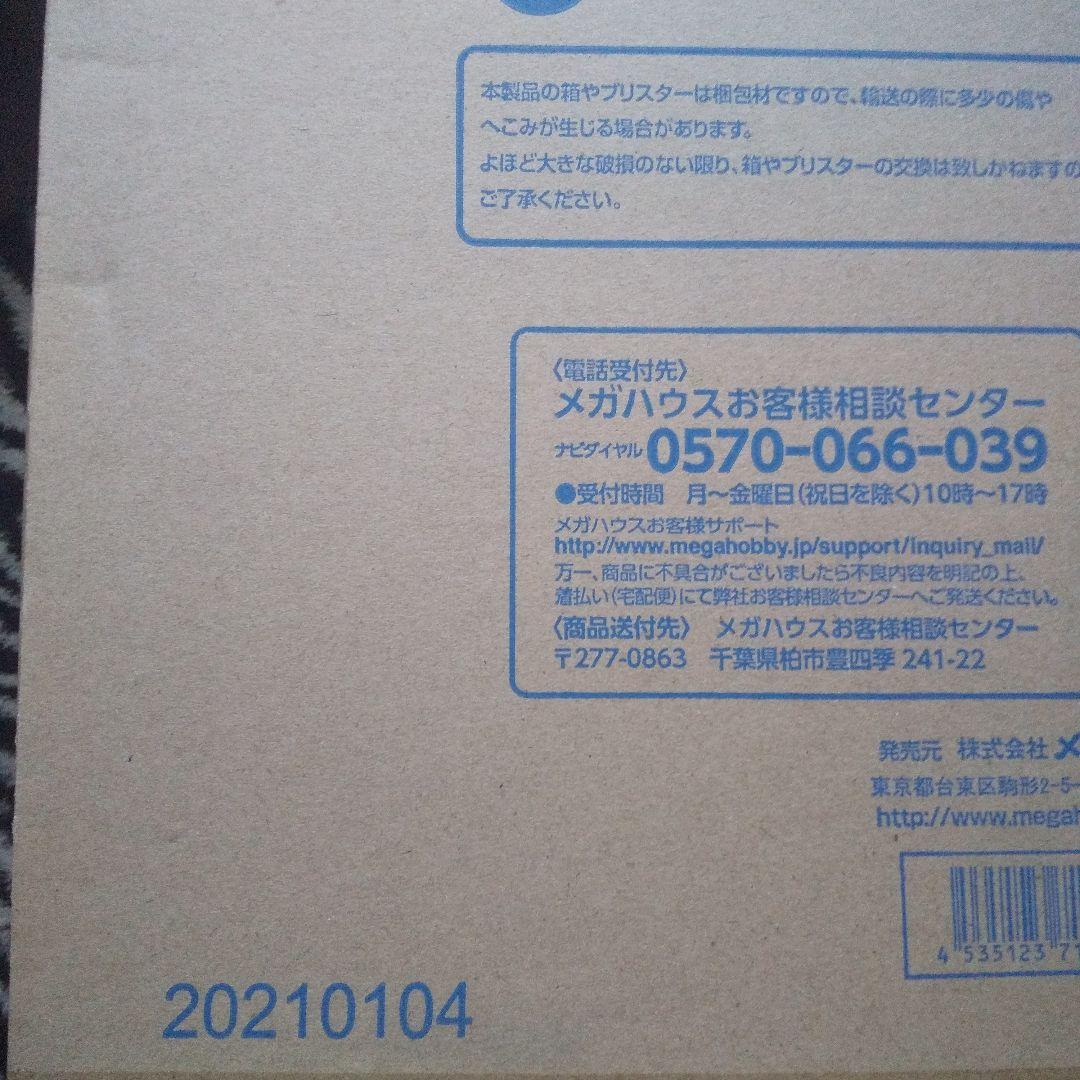 本製品の箱やブリスターは梱包材ですので、輸送の際に多少の傷や
へこみが生じる場合があります。
よほど大きな破損のない限り、箱やブリスターの交換は致しかねますの
ご了承ください。
〈電話受付先〉
メガハウスお客様相談センター
ナビダイヤル 0570-066-039
●受付時間 月〜金曜日(祝日を除く)10時〜17時
メガハウスお客様サポート
http://www.megahobby.jp/support/inquiry_mail/
万一、商品に不具合がございましたら不良内容を明記の上、
着払い(宅配便)にて弊社お客様相談センターへご発送ください。
〈商品送付先〉 メガハウスお客様相談センター
〒277-0863 千葉県柏市豊四季 241-22
発売元 株式会社 メ
東京都台東区駒形2-5-
http://www.megah
4 535123 71
20210104